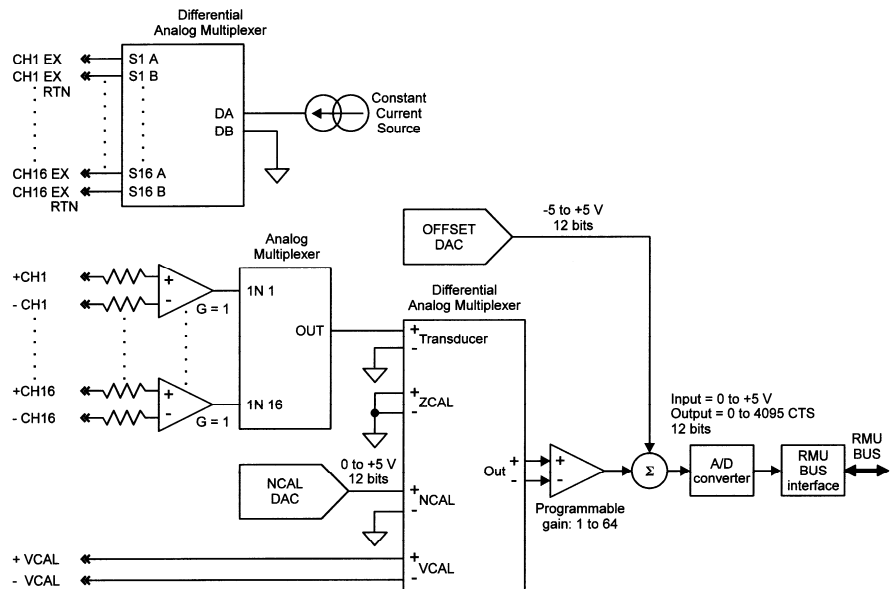 Differential
Analog Multiplexer
CH1 EX
CH1 EX
RTN
S1 A
S1 B
DA
DB
Constant
Current
Source
CH16 EX
CH16 EX
RTN
S16 A
S16 B
OFFSET
DAC
-5 to +5 V
12 bits
Analog
Multiplexer
+CH1
- CH1
+
-
G = 1
1N 1
OUT
+CH16
- CH16
+
-
G = 1
1N 16
Differential
Analog Multiplexer
+
-
Transducer
+
-
ZCAL
NCAL
DAC
0 to +5 V
12 bits
+
-
NCAL
+ VCAL
- VCAL
+
-
VCAL
Out
+
-
+
-
Programmable
gain: 1 to 64
Σ
Input = 0 to +5 V
Output = 0 to 4095 CTS
12 bits
A/D
converter
RMU
BUS
interface
RMU
BUS